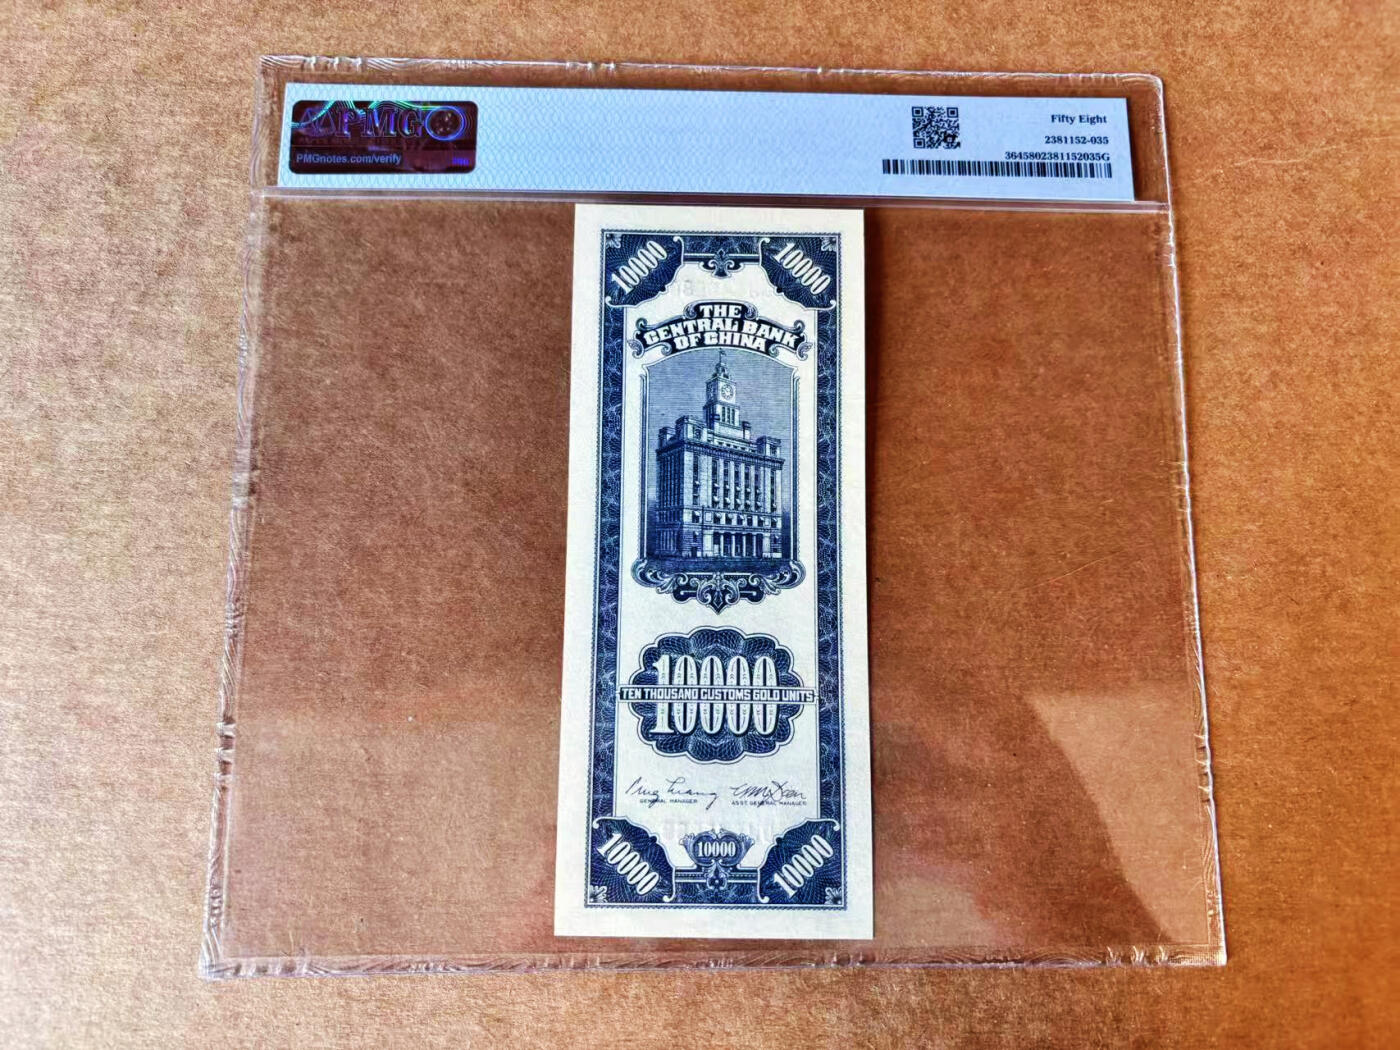 PMG
PMGnotes.com/verify
Fifty Eight
2381152-035
3645802381152035G
10000
10000
THE
CENTRAL BANK
OF CHINA
10000
TEN THOUSAND CUSTOMS GOLD UNITS
10000
GENERAL MANAGER
ASST. GENERAL MANAGER
10000
10000
10000